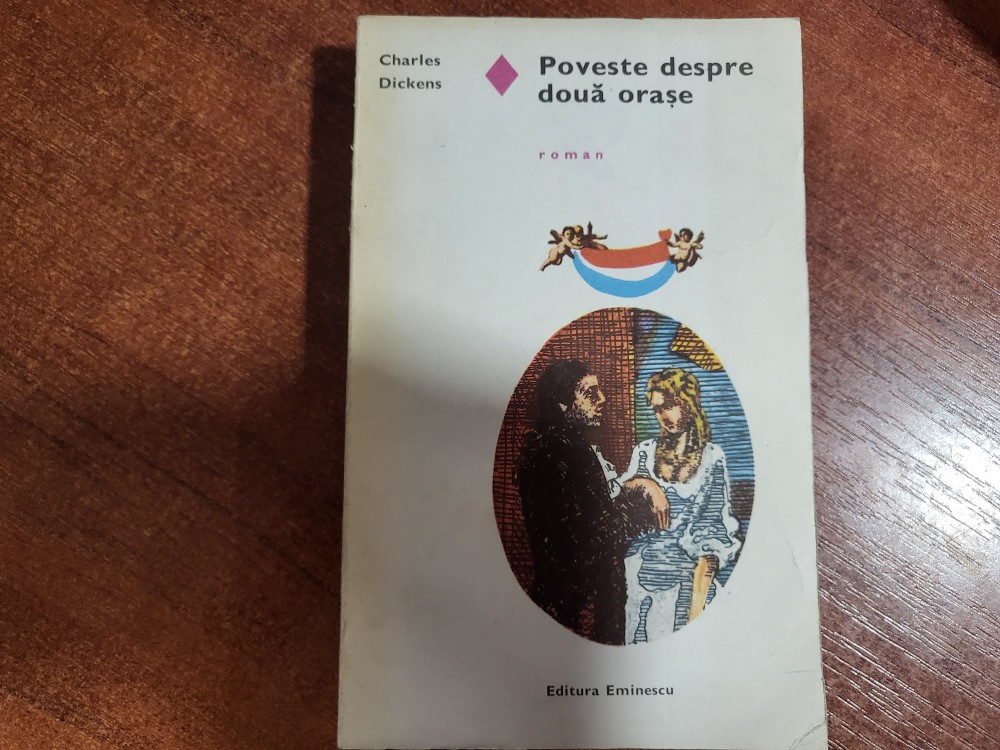 Charles
Dickens
Poveste despre
două orașe
roman
Editura Eminescu